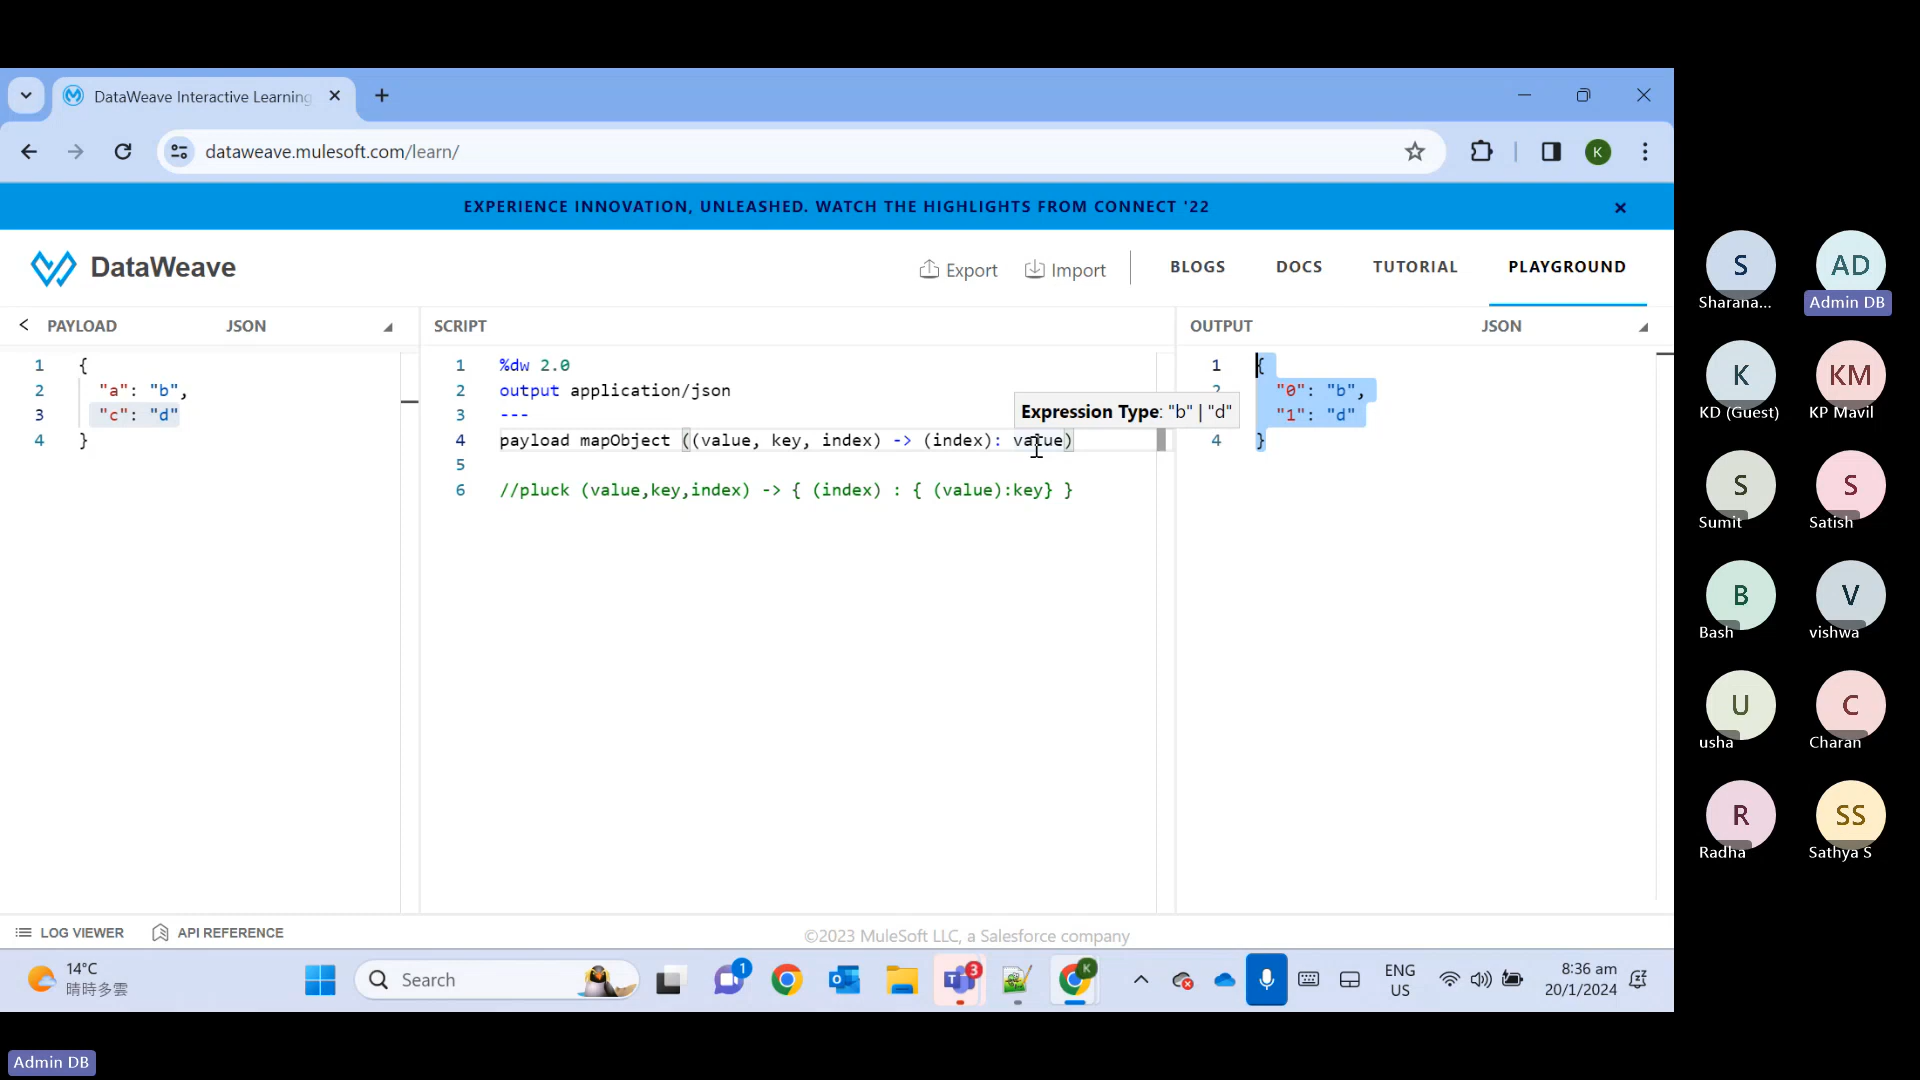 DataWeave Interactive Learning
dataweave.mulesoft.com/learn/
K
EXPERIENCE INNOVATION, UNLEASHED. WATCH THE HIGHLIGHTS FROM CONNECT '22
DataWeave
Export
Import
BLOGS
DOCS
TUTORIAL
PLAYGROUND
PAYLOAD
JSON
1 {
2 "a": "b",
3 "c": "d"
4 }
SCRIPT
1 %dw 2.0
2 output application/json
3 ---
4 payload mapObject ((value, key, index) -> (index): value)
5
6 //pluck (value,key,index) -> { (index) : { (value):key} }
Expression Type: "b" | "d"
OUTPUT
JSON
1 {
2 "0": "b",
"1": "d"
4 }
LOG VIEWER
API REFERENCE
©2023 MuleSoft LLC, a Salesforce company
14°C
晴時多雲
Search
1
3
K
ENG
US
8:36 am
20/1/2024
S
Sharana...
AD
Admin DB
K
KD (Guest)
KM
KP Mavil
S
Sumit
S
Satish
B
Bash
V
vishwa
U
usha
C
Charan
R
Radha
SS
Sathya S
Admin DB